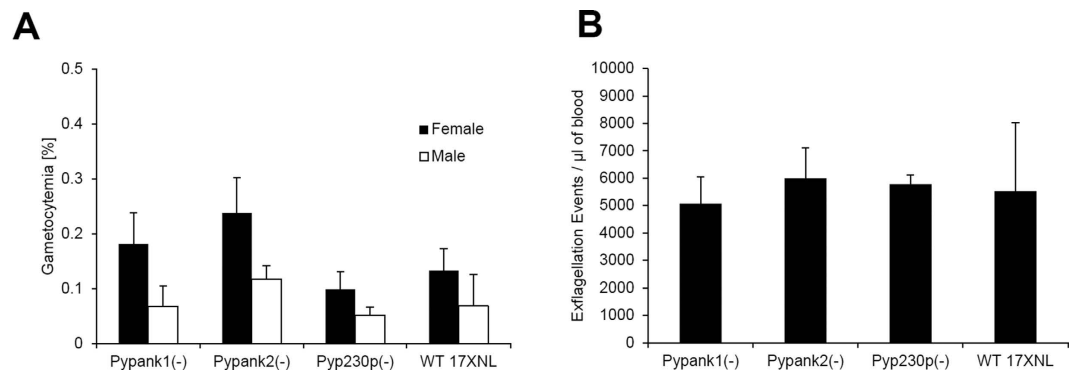 A
Gametocytemia [%]
0.5
0.4
0.3
0.2
0.1
0
Female
Male
Pypank1(-) Pypank2(-) Pyp230p(-) WT 17XNL
B
Exflagellation Events / µl of blood
10000
9000
8000
7000
6000
5000
4000
3000
2000
1000
0
Pypank1(-) Pypank2(-) Pyp230p(-) WT 17XNL